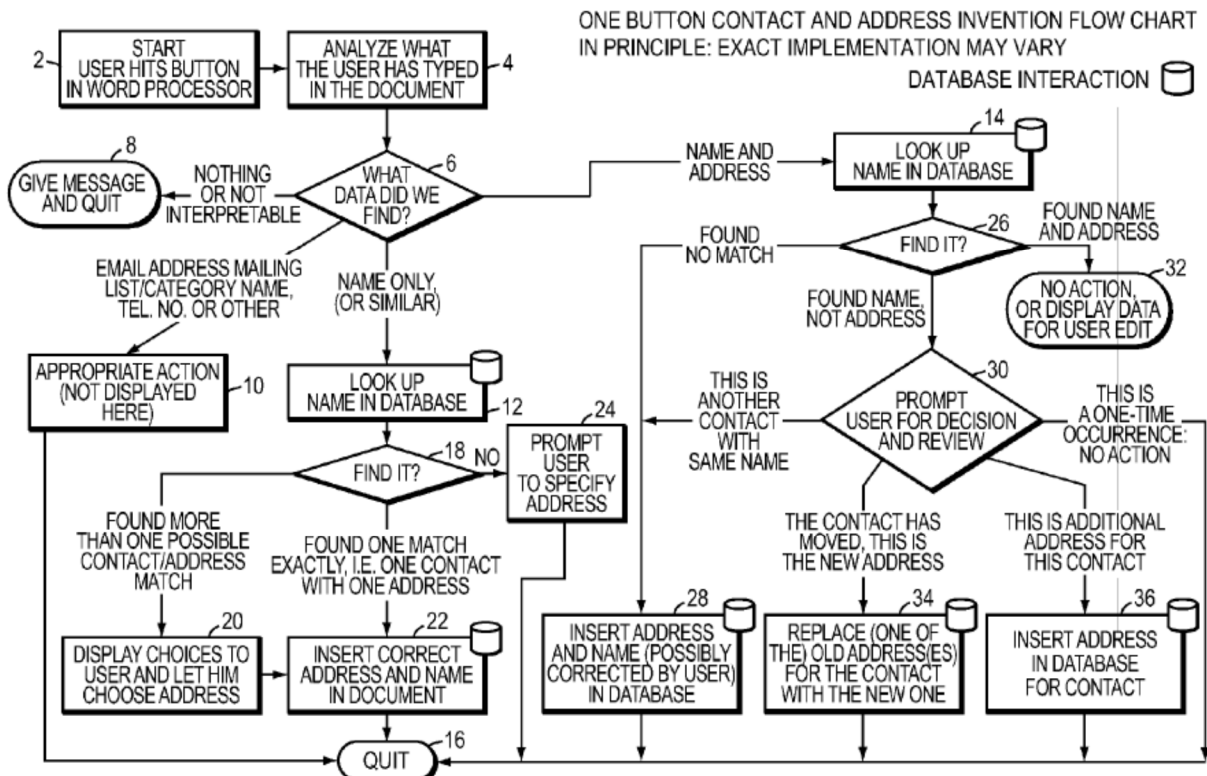 ONE BUTTON CONTACT AND ADDRESS INVENTION FLOW CHART
IN PRINCIPLE: EXACT IMPLEMENTATION MAY VARY
DATABASE INTERACTION
2
START
USER HITS BUTTON
IN WORD PROCESSOR
ANALYZE WHAT
THE USER HAS TYPED
IN THE DOCUMENT
4
6
WHAT
DATA DID WE
FIND?
8
GIVE MESSAGE
AND QUIT
NOTHING
OR NOT
INTERPRETABLE
NAME AND
ADDRESS
14
LOOK UP
NAME IN DATABASE
EMAIL ADDRESS MAILING
LIST/CATEGORY NAME,
TEL. NO. OR OTHER
NAME ONLY,
(OR SIMILAR)
FOUND
NO MATCH
26
FIND IT?
FOUND NAME
AND ADDRESS
32
NO ACTION,
OR DISPLAY DATA
FOR USER EDIT
FOUND NAME,
NOT ADDRESS
APPROPRIATE ACTION
(NOT DISPLAYED
HERE)
10
LOOK UP
NAME IN DATABASE
12
24
PROMPT
USER
TO SPECIFY
ADDRESS
THIS IS
ANOTHER
CONTACT
WITH
SAME NAME
30
PROMPT
USER FOR DECISION
AND REVIEW
THIS IS
A ONE-TIME
OCCURRENCE:
NO ACTION
18
FIND IT?
NO
FOUND MORE
THAN ONE POSSIBLE
CONTACT/ADDRESS
MATCH
FOUND ONE MATCH
EXACTLY, I.E. ONE CONTACT
WITH ONE ADDRESS
THE CONTACT HAS
MOVED, THIS IS
THE NEW ADDRESS
THIS IS ADDITIONAL
ADDRESS FOR
THIS CONTACT
20
DISPLAY CHOICES TO
USER AND LET HIM
CHOOSE ADDRESS
22
INSERT CORRECT
ADDRESS AND NAME
IN DOCUMENT
28
INSERT ADDRESS
AND NAME (POSSIBLY
CORRECTED BY USER)
IN DATABASE
34
REPLACE (ONE OF
THE) OLD ADDRESS(ES)
FOR THE CONTACT
WITH THE NEW ONE
36
INSERT ADDRESS
IN DATABASE
FOR CONTACT
16
QUIT